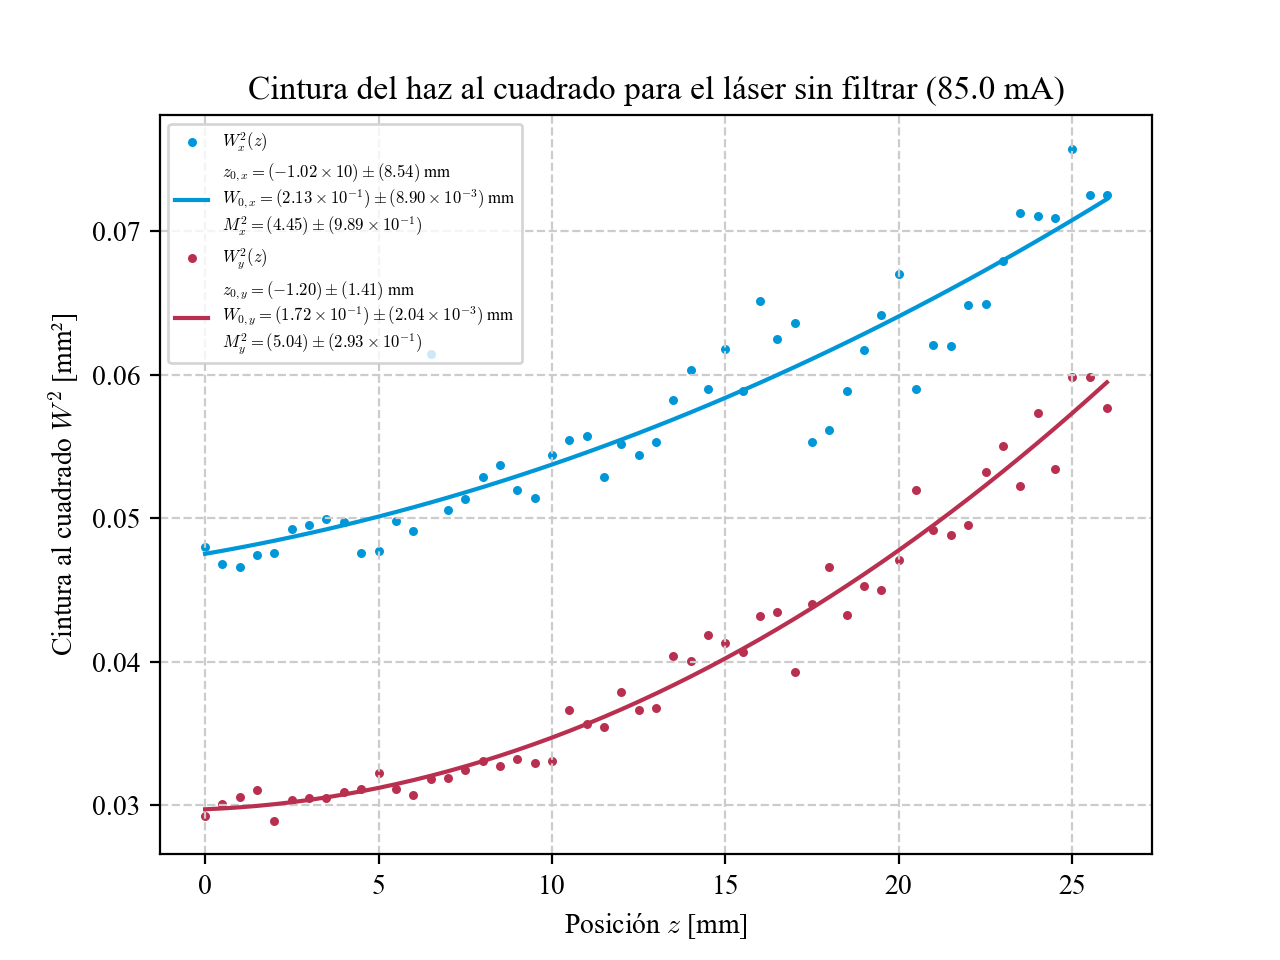 Cintura del haz al cuadrado para el láser sin filtrar (85.0 mA)
W_x^2(z)
z_{0,x} = (−1.02 × 10) ± (8.54) mm
W_{0,x} = (2.13 × 10^{−1}) ± (8.90 × 10^{−3}) mm
M_x^2 = (4.45) ± (9.89 × 10^{−1})
W_y^2(z)
z_{0,y} = (−1.20) ± (1.41) mm
W_{0,y} = (1.72 × 10^{−1}) ± (2.04 × 10^{−3}) mm
M_y^2 = (5.04) ± (2.93 × 10^{−1})
Cintura al cuadrado W^2 [mm^2]
0.07
0.06
0.05
0.04
0.03
0 5 10 15 20 25
Posición z [mm]